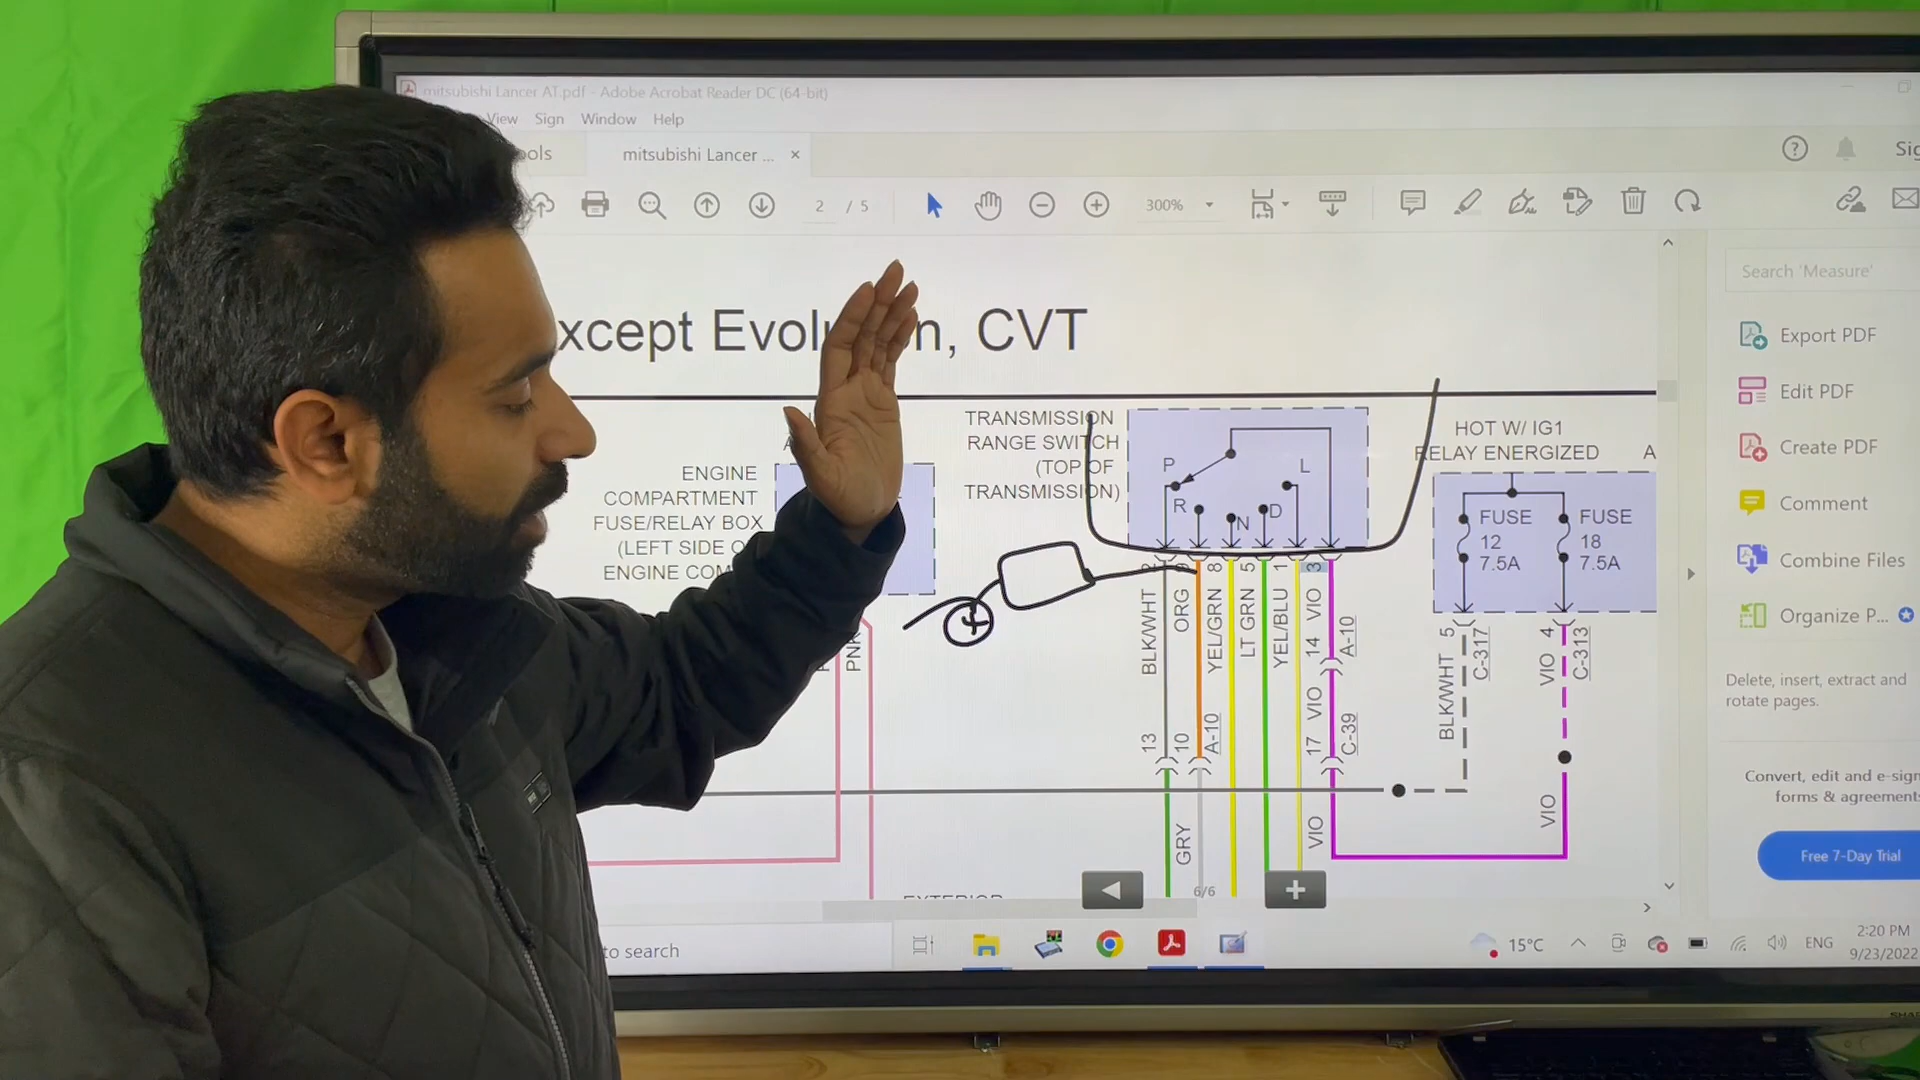 mitsubishi Lancer AT.pdf - Adobe Acrobat Reader DC (64-bit)
View Sign Window Help
ools mitsubishi Lancer ... ×
Sig
2 / 5
300%
xcept Evolu n, CVT
TRANSMISSION
RANGE SWITCH
(TOP OF
TRANSMISSION)
P
R
N
D
L
ENGINE
COMPARTMENT
FUSE/RELAY BOX
(LEFT SIDE O
ENGINE COM
HOT W/ IG1
RELAY ENERGIZED
A
FUSE
12
7.5A
FUSE
18
7.5A
8
5
1
3
BLK/WHT
ORG
YEL/GRN
LT GRN
YEL/BLU
VIO
14
A-10
13
10
A-10
VIO
17
C-39
GRY
VIO
PNK
5
C-317
BLK/WHT
4
C-313
VIO
VIO
6/6
+
Search 'Measure'
Export PDF
Edit PDF
Create PDF
Comment
Combine Files
Organize P...
Delete, insert, extract and
rotate pages.
Convert, edit and e-sign
forms & agreements
Free 7-Day Trial
to search
15°C
ENG
2:20 PM
9/23/2022
SHARP